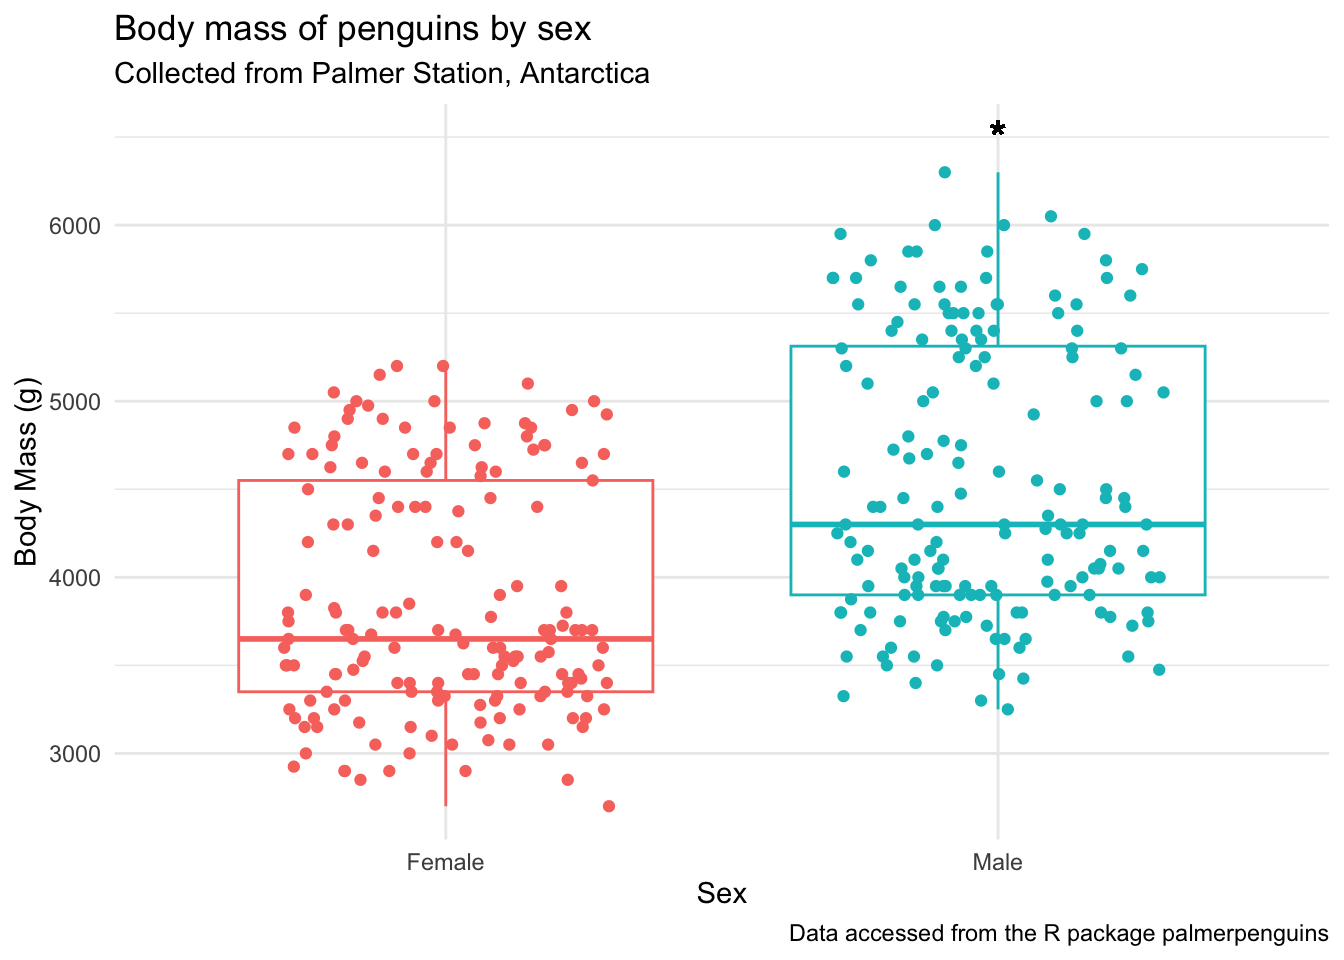 Body mass of penguins by sex
Collected from Palmer Station, Antarctica
*
6000
5000
4000
3000
Body Mass (g)
Female
Male
Sex
Data accessed from the R package palmerpenguins